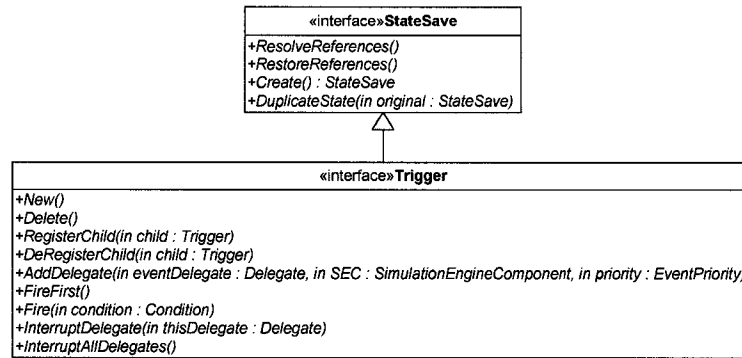 «interface»StateSave
+ResolveReferences()
+RestoreReferences()
+Create() : StateSave
+DuplicateState(in original : StateSave)
«interface»Trigger
+New()
+Delete()
+RegisterChild(in child : Trigger)
+DeRegisterChild(in child : Trigger)
+AddDelegate(in eventDelegate : Delegate, in SEC : SimulationEngineComponent, in priority : EventPriority,
+FireFirst()
+Fire(in condition : Condition)
+InterruptDelegate(in thisDelegate : Delegate)
+InterruptAllDelegates()